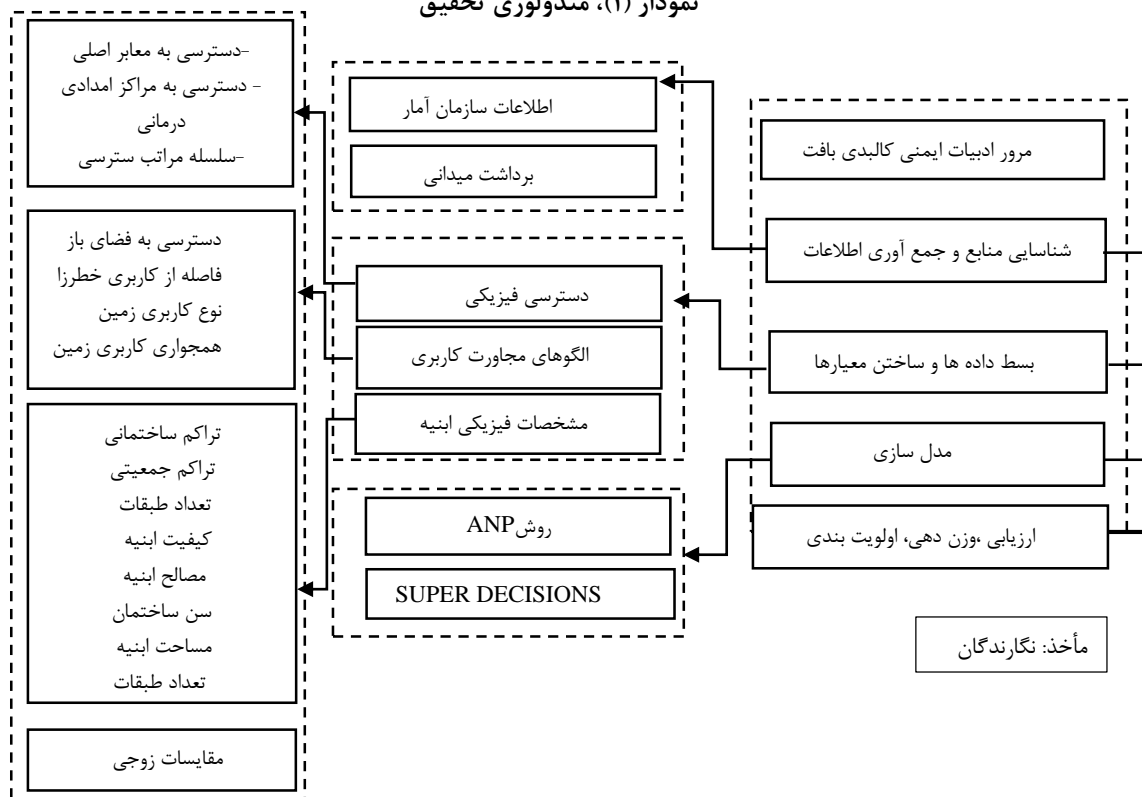 نمودار (۱)، متدولوژی تحقیق
مرور ادبیات ایمنی کالبدی بافت
شناسایی منابع و جمع آوری اطلاعات
بسط داده ها و ساختن معیارها
مدل سازی
ارزیابی ،وزن دهی، اولویت بندی
مأخذ: نگارندگان
اطلاعات سازمان آمار
برداشت میدانی
دسترسی فیزیکی
الگوهای مجاورت کاربری
مشخصات فیزیکی ابنیه
روشANP
SUPER DECISIONS
-دسترسی به معابر اصلی
- دسترسی به مراکز امدادی
درمانی
-سلسله مراتب سترسی
دسترسی به فضای باز
فاصله از کاربری خطرزا
نوع کاربری زمین
همجواری کاربری زمین
تراکم ساختمانی
تراکم جمعیتی
تعداد طبقات
کیفیت ابنیه
مصالح ابنیه
سن ساختمان
مساحت ابنیه
تعداد طبقات
مقایسات زوجی